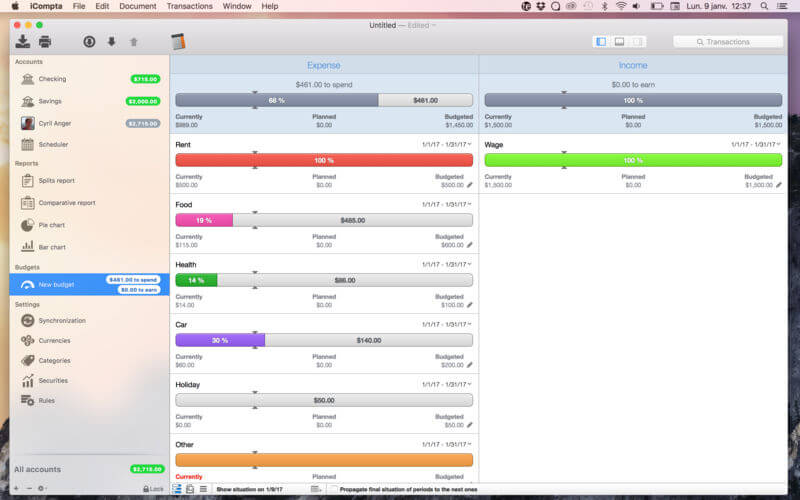 iCompta File Edit Document Transactions Window Help
Lun. 9 janv. 12:37
Untitled — Edited
Transactions
Accounts
Checking $715.00
Savings $2,000.00
Cyril Anger $2,715.00
Scheduler
Reports
Splits report
Comparative report
Pie chart
Bar chart
Budgets
New budget $461.00 to spend
$0.00 to earn
Settings
Synchronization
Currencies
Categories
Securities
Rules
All accounts $2,715.00
Lock
Expense
$461.00 to spend
68 % $461.00
Currently Planned Budgeted
$989.00 $0.00 $1,450.00
Rent 1/1/17 - 1/31/17
100 %
Currently Planned Budgeted
$500.00 $0.00 $500.00
Food 1/1/17 - 1/31/17
19 % $485.00
Currently Planned Budgeted
$115.00 $0.00 $600.00
Health 1/1/17 - 1/31/17
14 % $86.00
Currently Planned Budgeted
$14.00 $0.00 $100.00
Car 1/1/17 - 1/31/17
30 % $140.00
Currently Planned Budgeted
$60.00 $0.00 $200.00
Holiday 1/1/17 - 1/31/17
$50.00
Currently Planned Budgeted
$0.00 $0.00 $50.00
Other 1/1/17 - 1/31/17
Currently Planned Budgeted
Income
$0.00 to earn
100 %
Currently Planned Budgeted
$1,500.00 $0.00 $1,500.00
Wage 1/1/17 - 1/31/17
100 %
Currently Planned Budgeted
$1,500.00 $0.00 $1,500.00
Show situation on 1/9/17
Propagate final situation of periods to the next ones